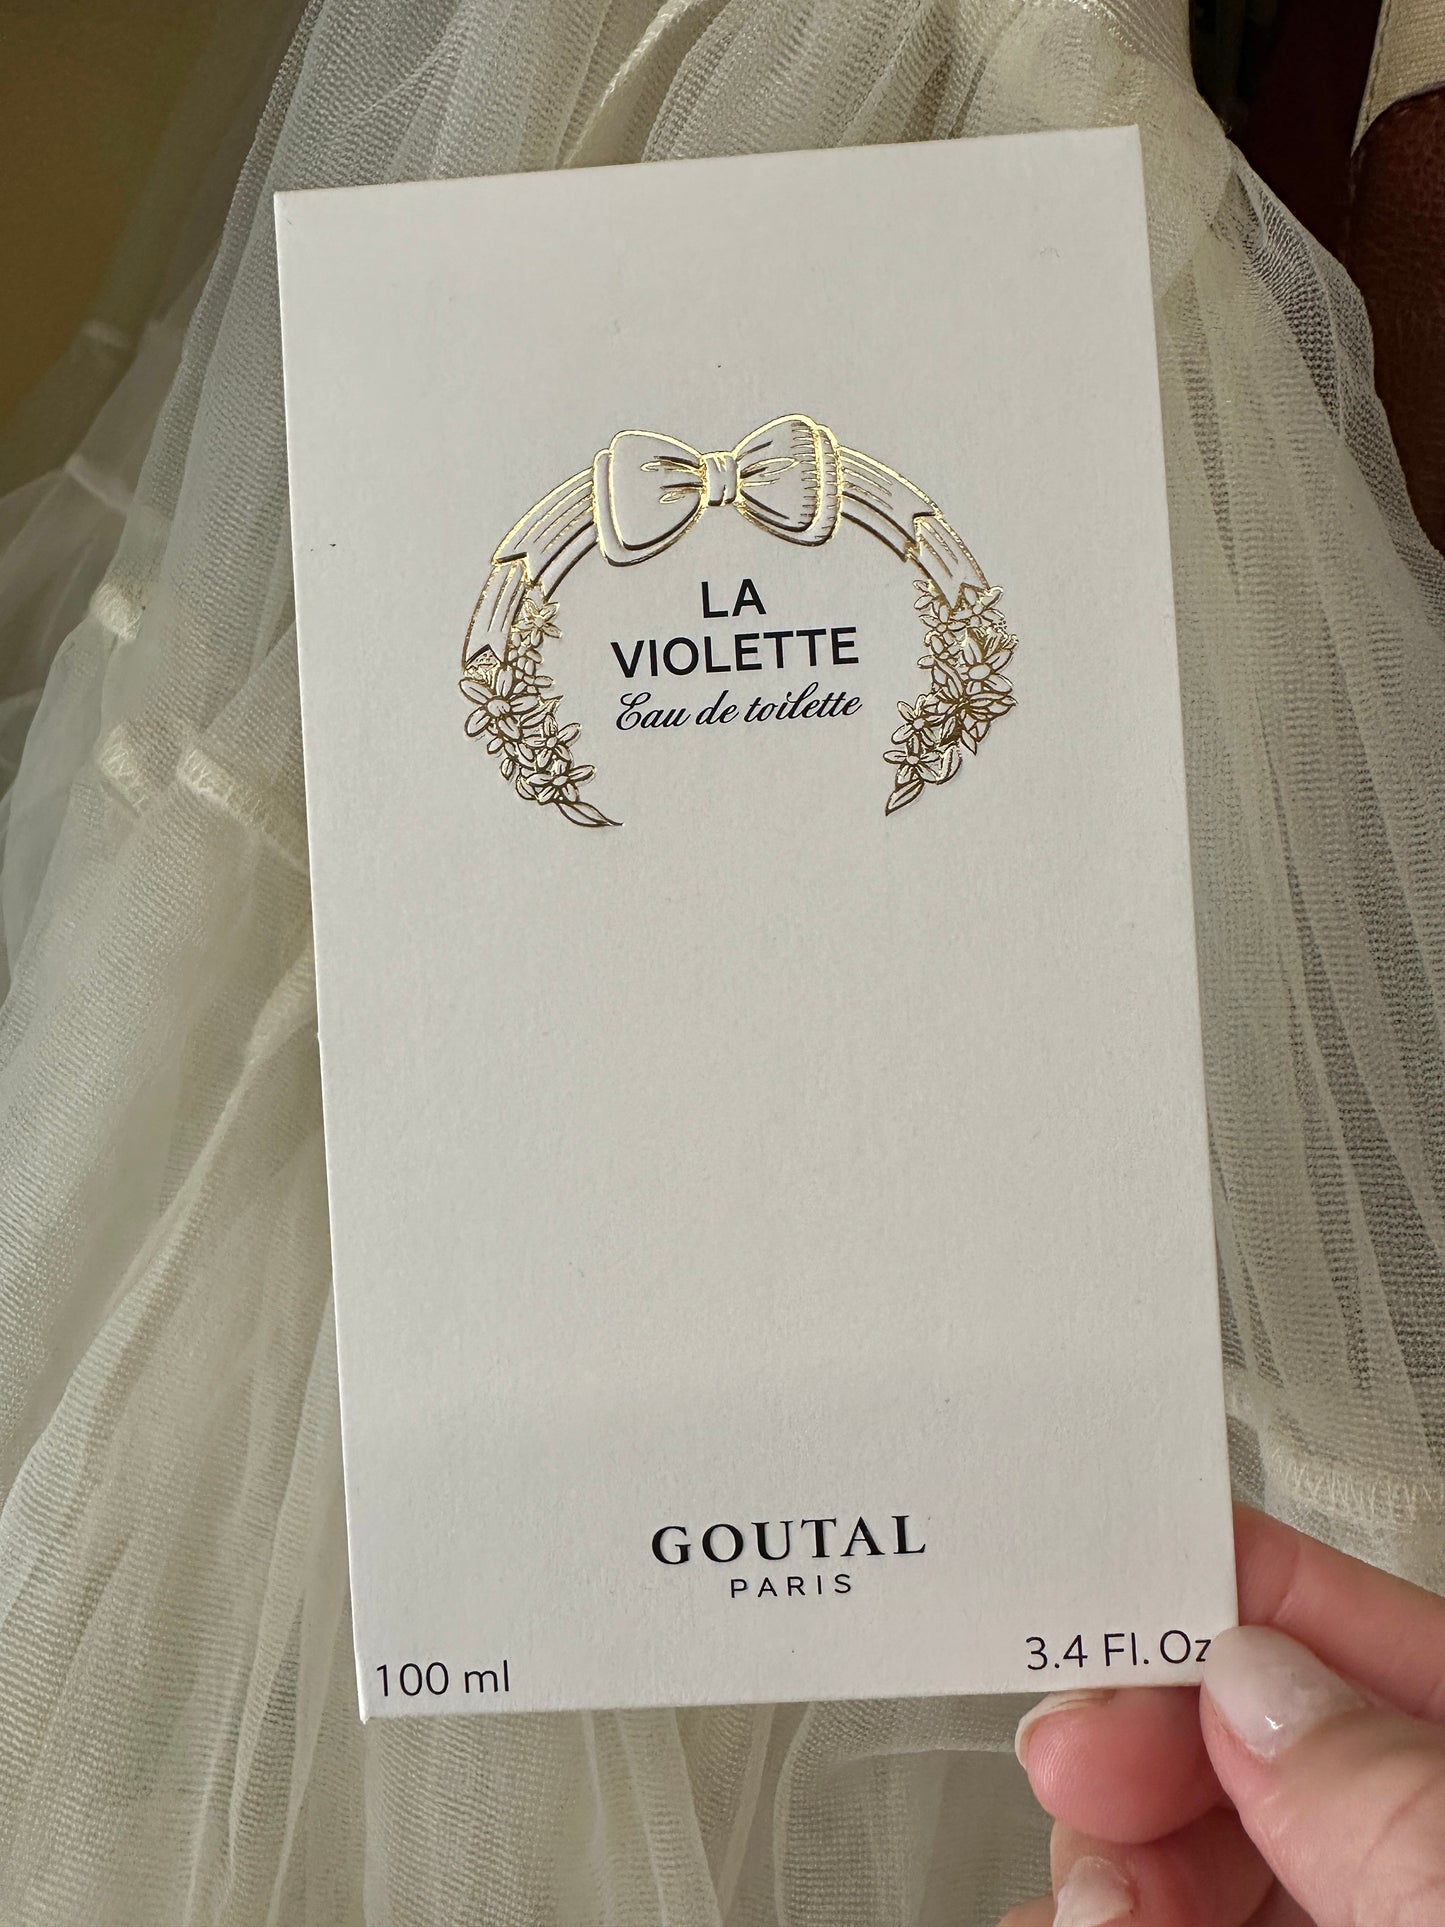 LA
VIOLETTE
Eau de toilette
GOUTAL
PARIS
100 ml
3.4 Fl. Oz